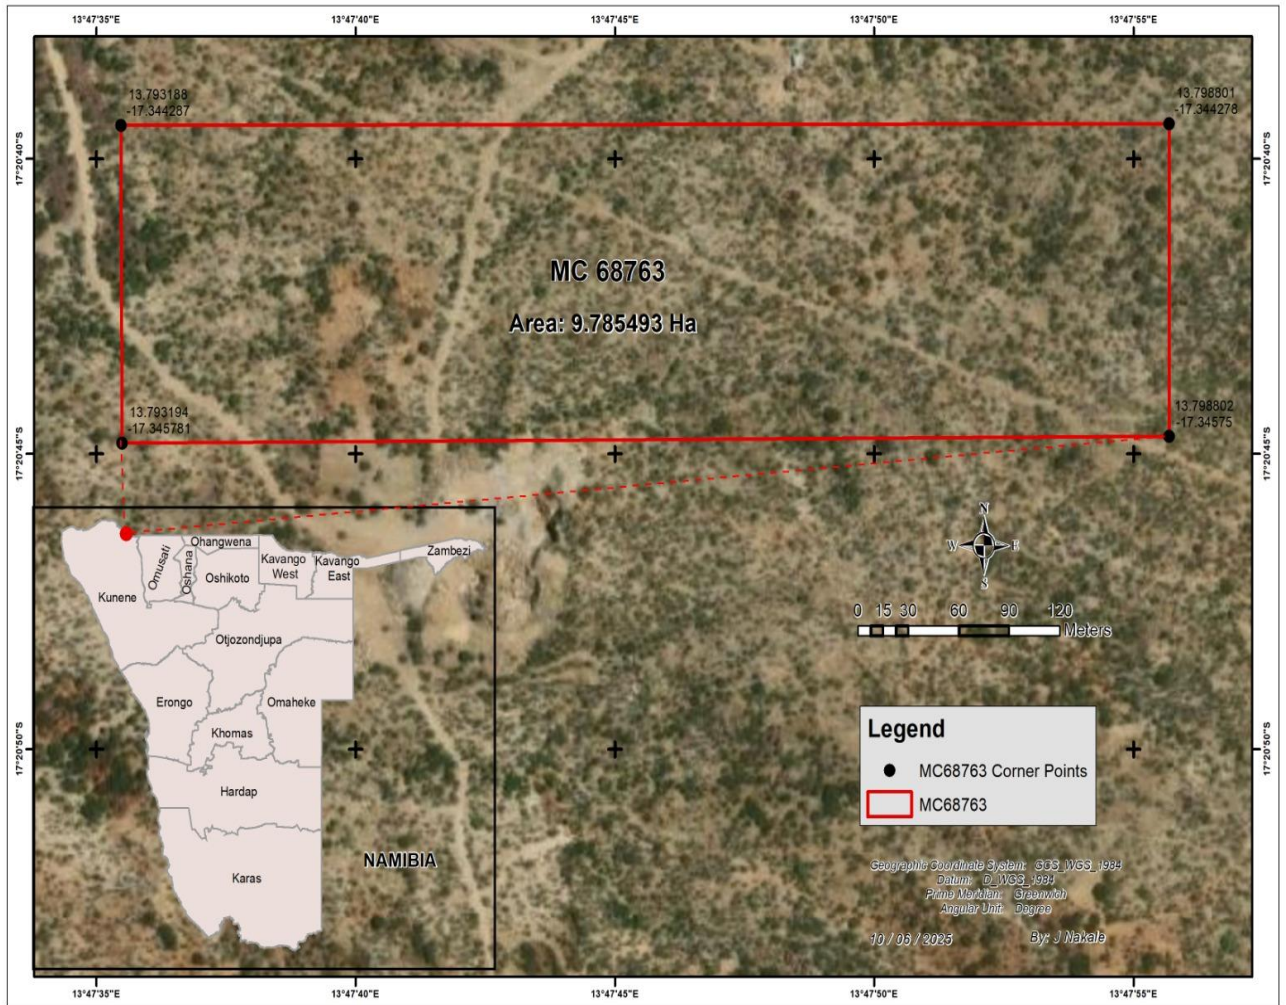 13°47'35"E
13°47'40"E
13°47'45"E
13°47'50"E
13°47'55"E
13.793188
-17.344287
13.798801
-17.344278
17°20'40"S
17°20'40"S
MC 68763
Area: 9.785493 Ha
13.793194
-17.345781
13.798802
-17.34575
17°20'45"S
17°20'45"S
Ohangwena
Omusati
Oshana
Oshikoto
Kavango
West
Kavango
East
Zambezi
Kunene
Otjozondjupa
Erongo
Omaheke
Khomas
Hardap
Karas
NAMIBIA
N
W
E
S
0 15 30 60 90 120
Meters
17°20'50"S
17°20'50"S
Legend
MC68763 Corner Points
MC68763
Geographic Coordinate System: GCS_WGS_1984
Datum: D_WGS_1984
Prime Meridian: Greenwich
Angular Unit: Degree
10 / 06 / 2025
By: J Nakale
13°47'35"E
13°47'40"E
13°47'45"E
13°47'50"E
13°47'55"E